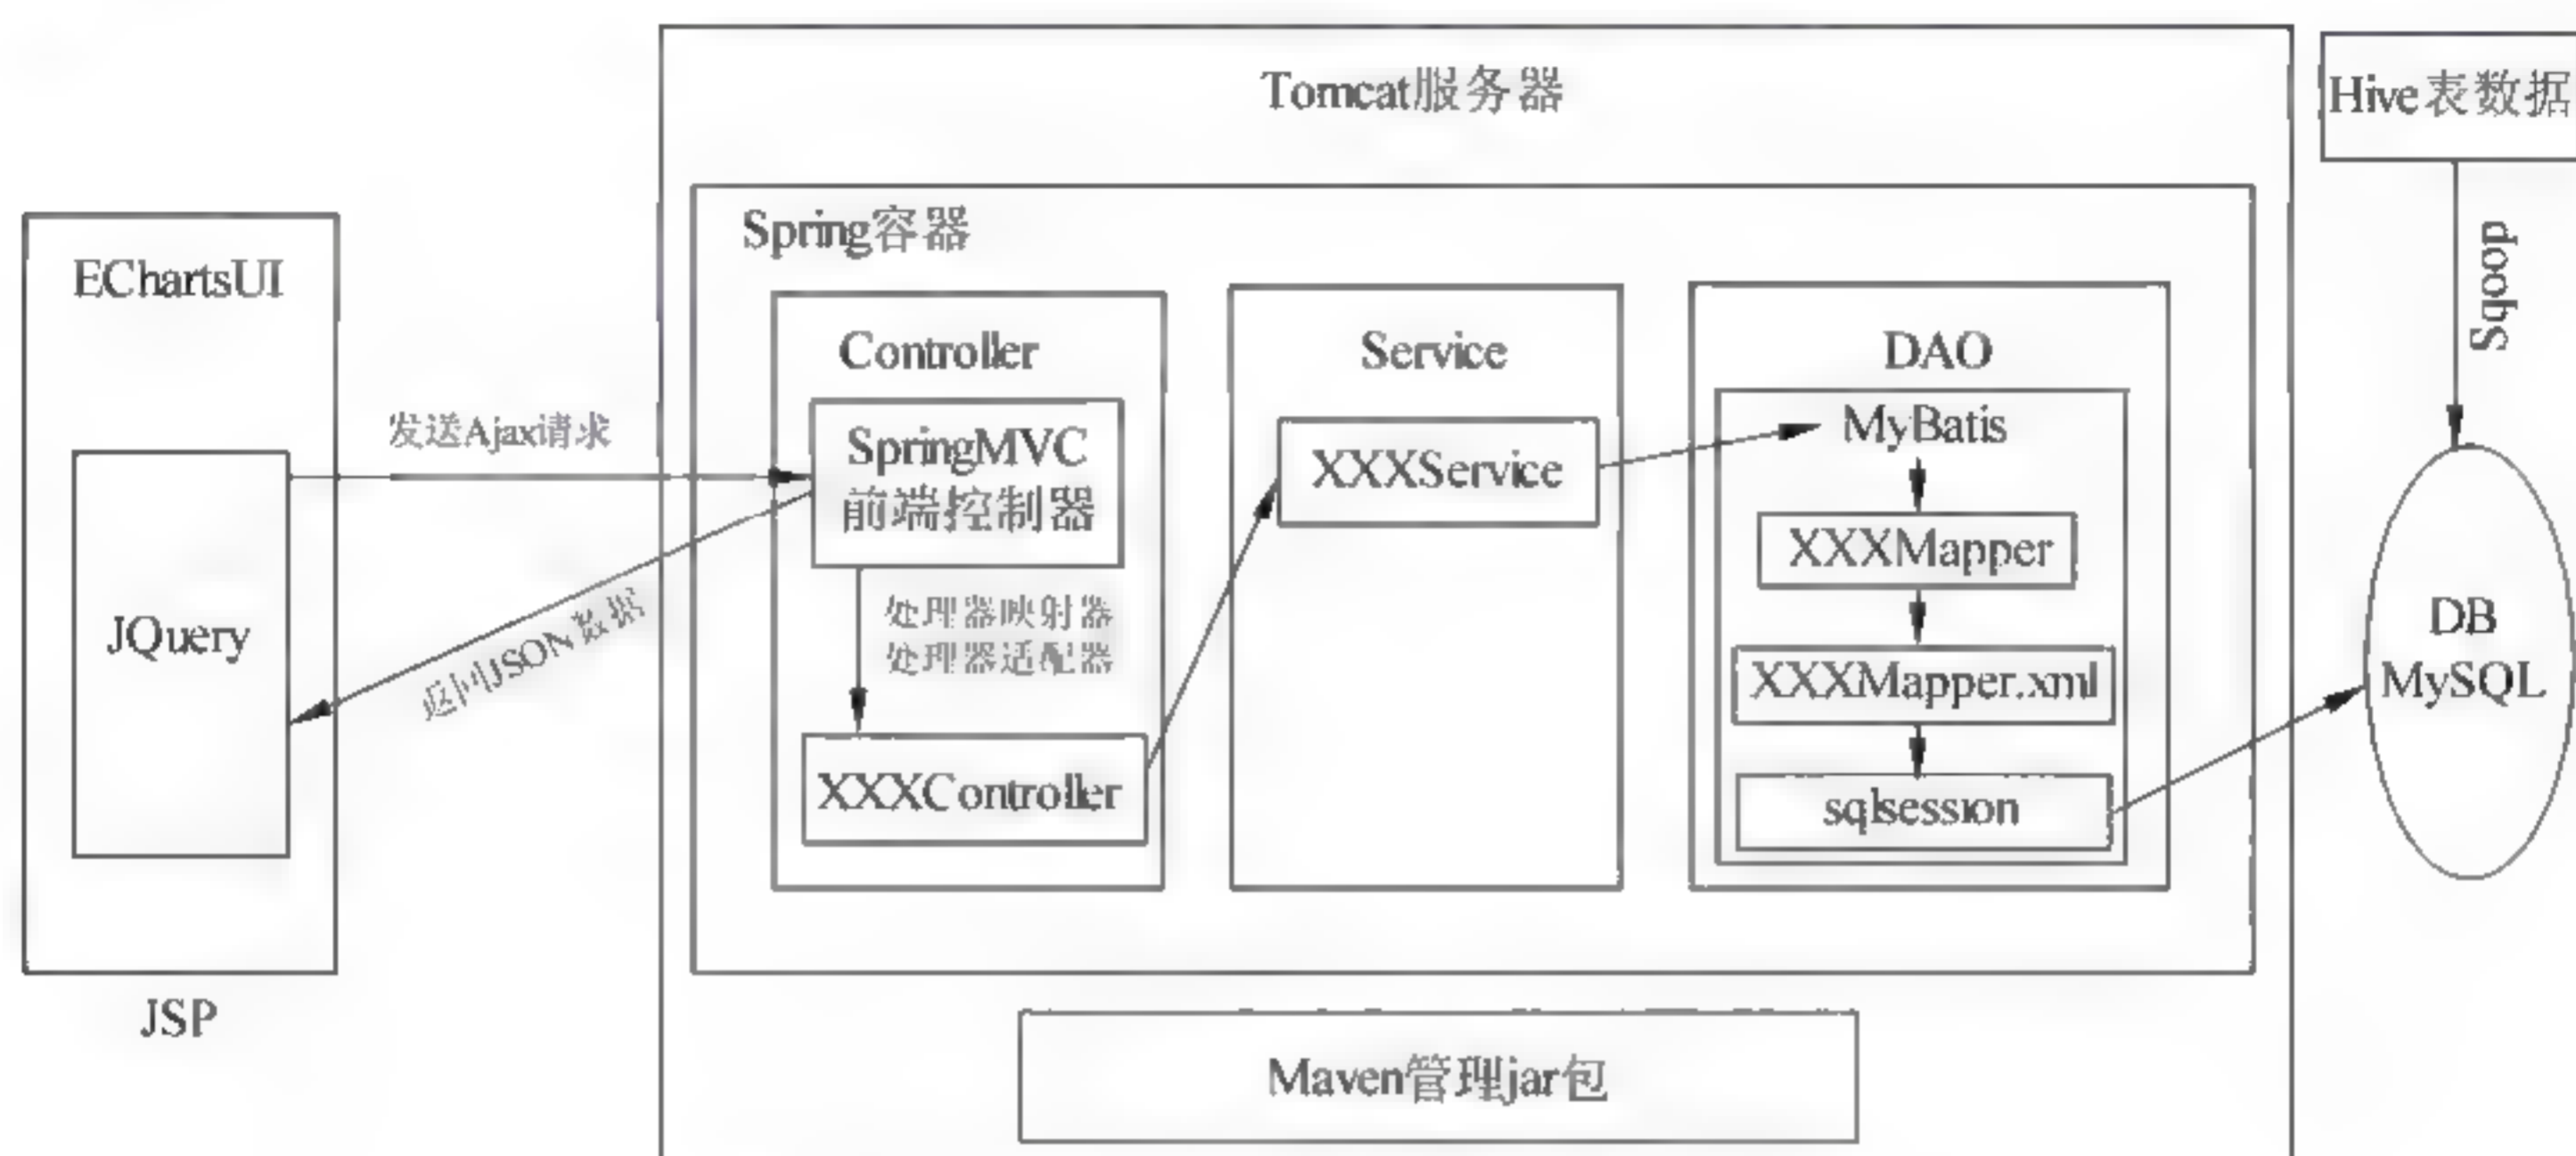 Tomcat服务器
Hive表数据
Spring容器
EChartsUI
Sqoop
Controller
Service
DAO
发送Ajax请求
SpringMVC
前端控制器
XXXService
MyBatis
XXXMapper
JQuery
返回JSON数据
处理器映射器
处理器适配器
DB
MySQL
XXXMapper.xml
XXXController
sqlsession
JSP
Maven管理jar包